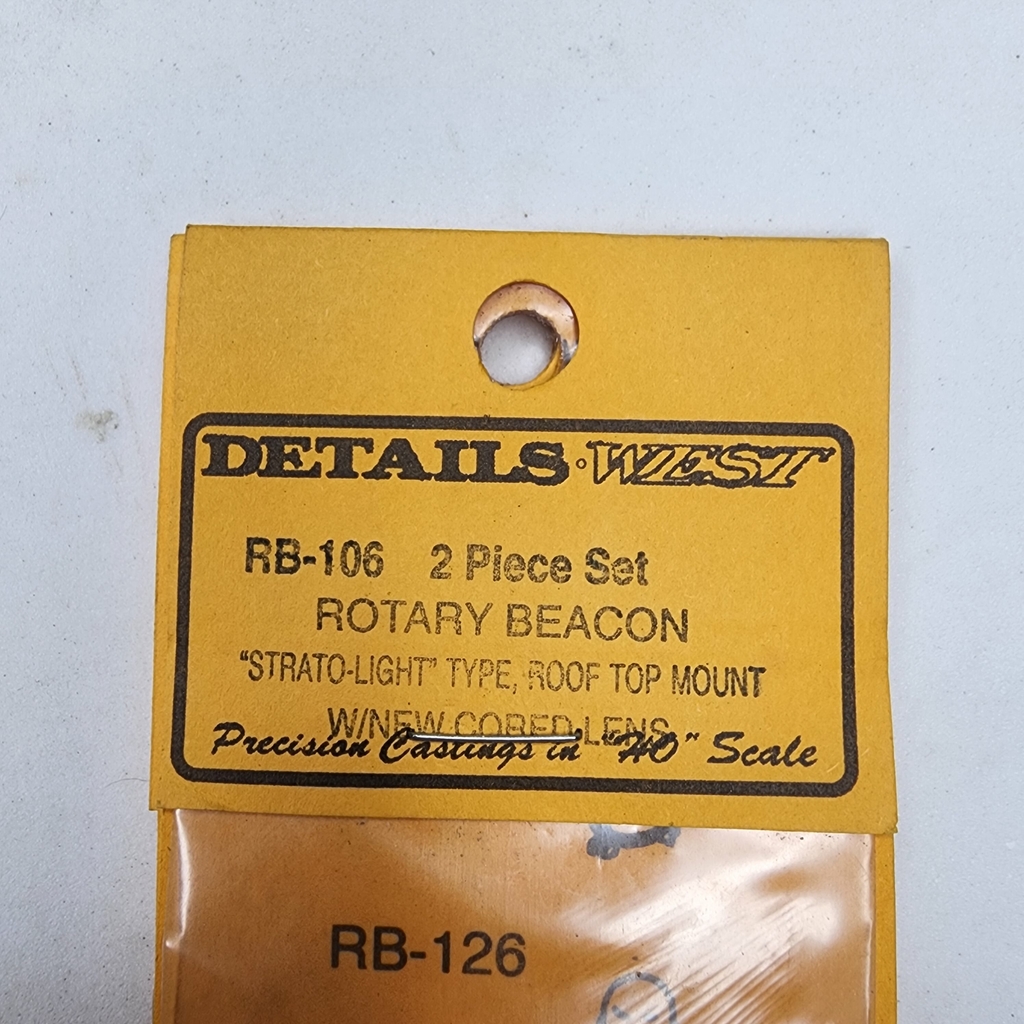 DETAILS·WEST
RB-106 2 Piece Set
ROTARY BEACON
"STRATO-LIGHT" TYPE, ROOF TOP MOUNT
W/NEW CORED LENS
Precision Castings in "HO" Scale
RB-126